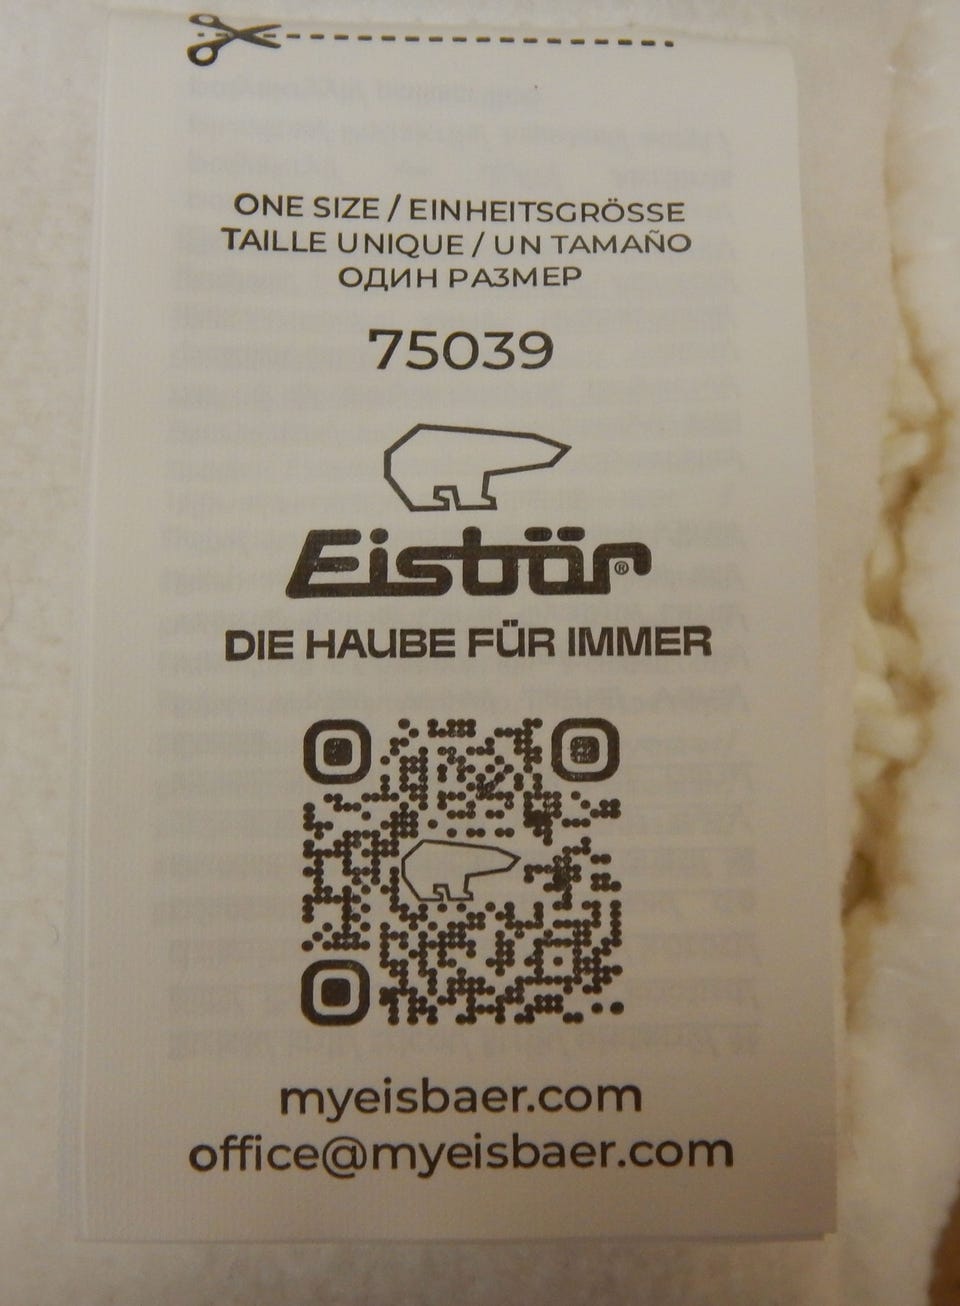 ONE SIZE / EINHEITSGRÖSSE
TAILLE UNIQUE / UN TAMAÑO
ОДИН РАЗМЕР
75039
Eisbär®
DIE HAUBE FÜR IMMER
myeisbaer.com
office@myeisbaer.com